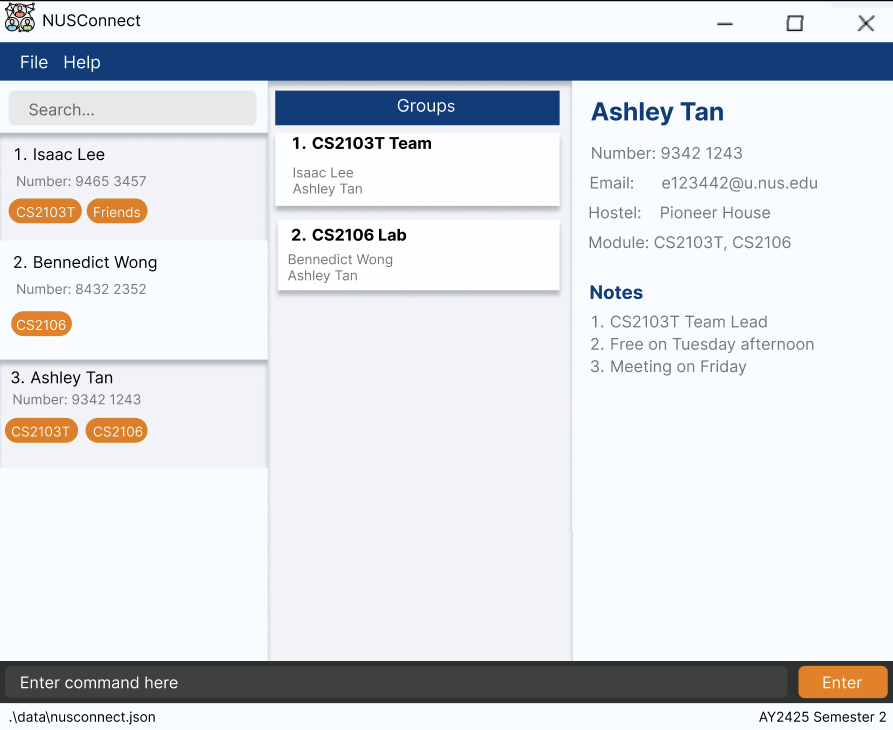 NUSConnect
File Help
Search...
1. Isaac Lee
Number: 9465 3457
CS2103T Friends
2. Bennedict Wong
Number: 8432 2352
CS2106
3. Ashley Tan
Number: 9342 1243
CS2103T CS2106
Groups
1. CS2103T Team
Isaac Lee
Ashley Tan
2. CS2106 Lab
Bennedict Wong
Ashley Tan
Ashley Tan
Number: 9342 1243
Email: e123442@u.nus.edu
Hostel: Pioneer House
Module: CS2103T, CS2106
Notes
1. CS2103T Team Lead
2. Free on Tuesday afternoon
3. Meeting on Friday
Enter command here
Enter
.\data\nusconnect.json
AY2425 Semester 2